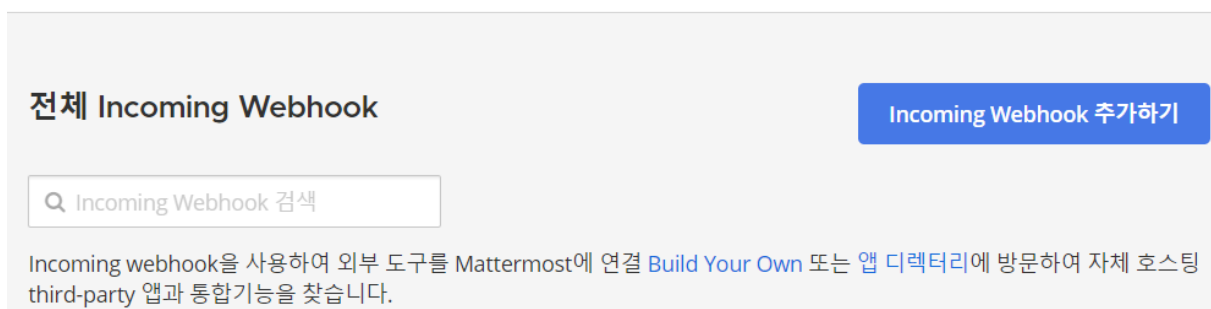 전체 Incoming Webhook
Incoming Webhook 추가하기
Incoming Webhook 검색
Incoming webhook을 사용하여 외부 도구를 Mattermost에 연결 Build Your Own 또는 앱 디렉터리에 방문하여 자체 호스팅
third-party 앱과 통합기능을 찾습니다.